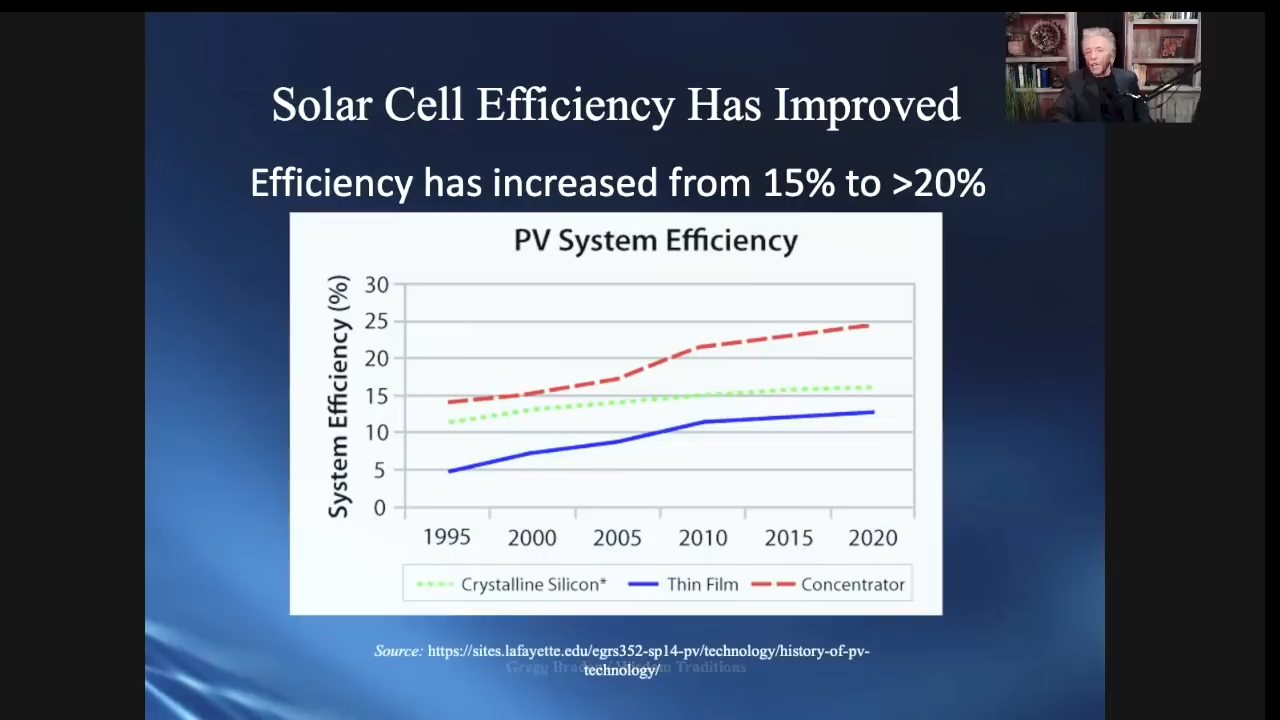 Solar Cell Efficiency Has Improved
Efficiency has increased from 15% to >20%
PV System Efficiency
System Efficiency (%)
30
25
20
15
10
5
0
1995 2000 2005 2010 2015 2020
Crystalline Silicon* Thin Film Concentrator
Source: https://sites.lafayette.edu/egrs352-sp14-pv/technology/history-of-pv-
technology/
Gregg Traditions